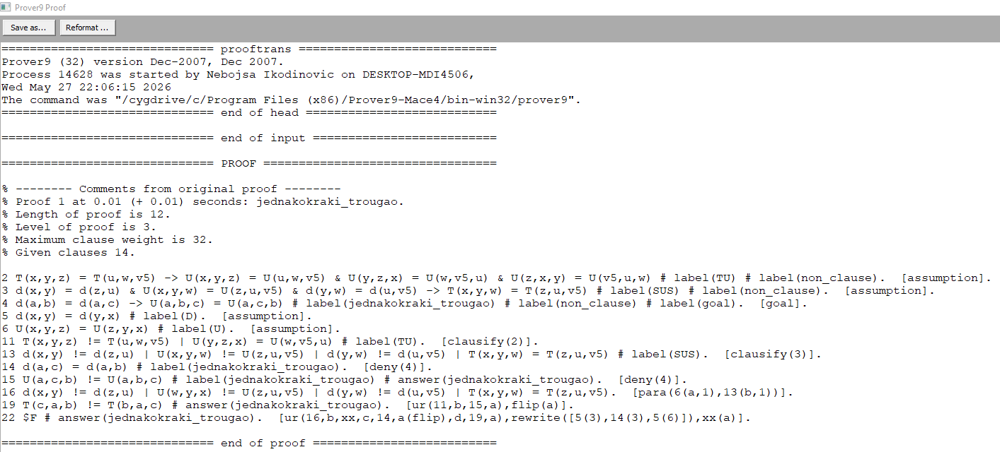 Prover9 Proof
Save as... Reformat ...
============================== prooftrans ============================
Prover9 (32) version Dec-2007, Dec 2007.
Process 14628 was started by Nebojsa Ikodinovic on DESKTOP-MDI4506,
Wed May 27 22:06:15 2026
The command was "/cygdrive/c/Program Files (x86)/Prover9-Mace4/bin-win32/prover9".
============================== end of head ===========================
============================== end of input ==========================
============================== PROOF =================================
% -------- Comments from original proof --------
% Proof 1 at 0.01 (+ 0.01) seconds: jednakokraki_trougao.
% Length of proof is 12.
% Level of proof is 3.
% Maximum clause weight is 32.
% Given clauses 14.
2 T(x,y,z) = T(u,w,v5) -> U(x,y,z) = U(u,w,v5) & U(y,z,x) = U(w,v5,u) & U(z,x,y) = U(v5,u,w) # label(TU) # label(non_clause).  [assumption].
3 d(x,y) = d(z,u) & U(x,y,w) = U(z,u,v5) & d(y,w) = d(u,v5) -> T(x,y,w) = T(z,u,v5) # label(SUS) # label(non_clause).  [assumption].
4 d(a,b) = d(a,c) -> U(a,b,c) = U(a,c,b) # label(jednakokraki_trougao) # label(non_clause) # label(goal).  [goal].
5 d(x,y) = d(y,x) # label(D).  [assumption].
6 U(x,y,z) = U(z,y,x) # label(U).  [assumption].
11 T(x,y,z) != T(u,w,v5) | U(y,z,x) = U(w,v5,u) # label(TU).  [clausify(2)].
13 d(x,y) != d(z,u) | U(x,y,w) != U(z,u,v5) | d(y,w) != d(u,v5) | T(x,y,w) = T(z,u,v5) # label(SUS).  [clausify(3)].
14 d(a,c) = d(a,b) # label(jednakokraki_trougao).  [deny(4)].
15 U(a,c,b) != U(a,b,c) # label(jednakokraki_trougao) # answer(jednakokraki_trougao).  [deny(4)].
16 d(x,y) != d(z,u) | U(w,y,x) != U(z,u,v5) | d(y,w) != d(u,v5) | T(x,y,w) = T(z,u,v5).  [para(6(a,1),13(b,1))].
19 T(c,a,b) != T(b,a,c) # answer(jednakokraki_trougao).  [ur(11,b,15,a),flip(a)].
22 $F # answer(jednakokraki_trougao).  [ur(16,b,xx,c,14,a(flip),d,19,a),rewrite([5(3),14(3),5(6)]),xx(a)].
============================== end of proof ==========================